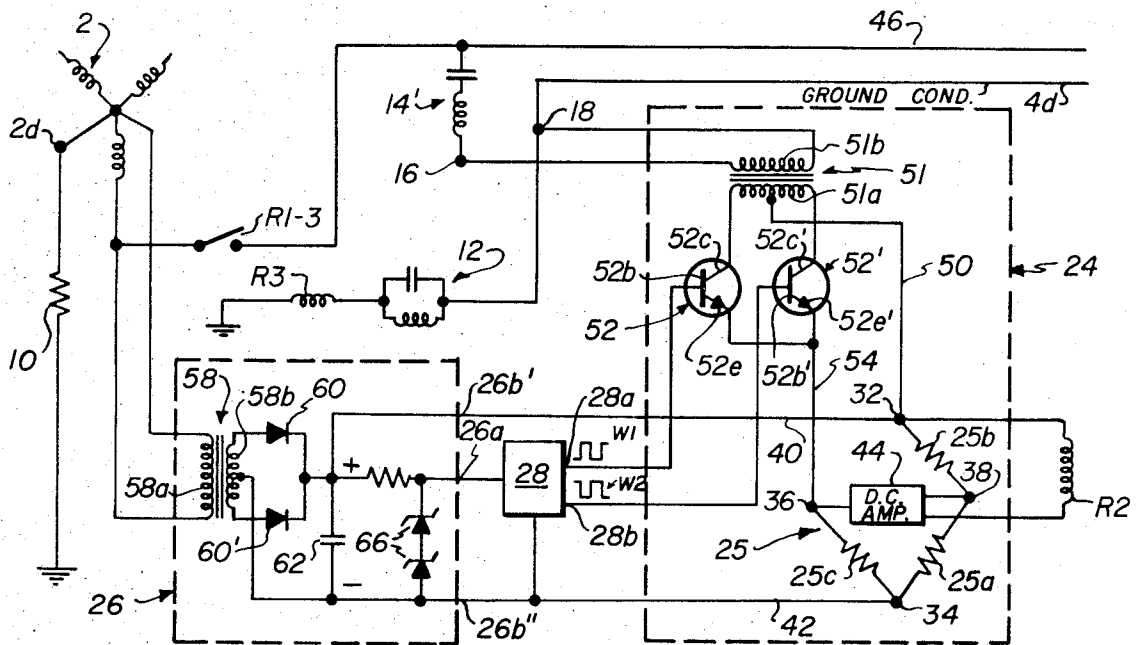 2
46
14'
GROUND COND.
4d
2d
18
16
51b
51
51a
R1-3
52c
52c'
52'
52b
50
24
R3
12
52
52e
52b'
52e'
10
54
58
58b
60
26b'
28a
32
26a
W1
40
25b
+
28
44
38
58a
W2
36
D.C.
AMP.
R2
60'
62
66
28b
25
25c
25a
26
−
26b"
42
34